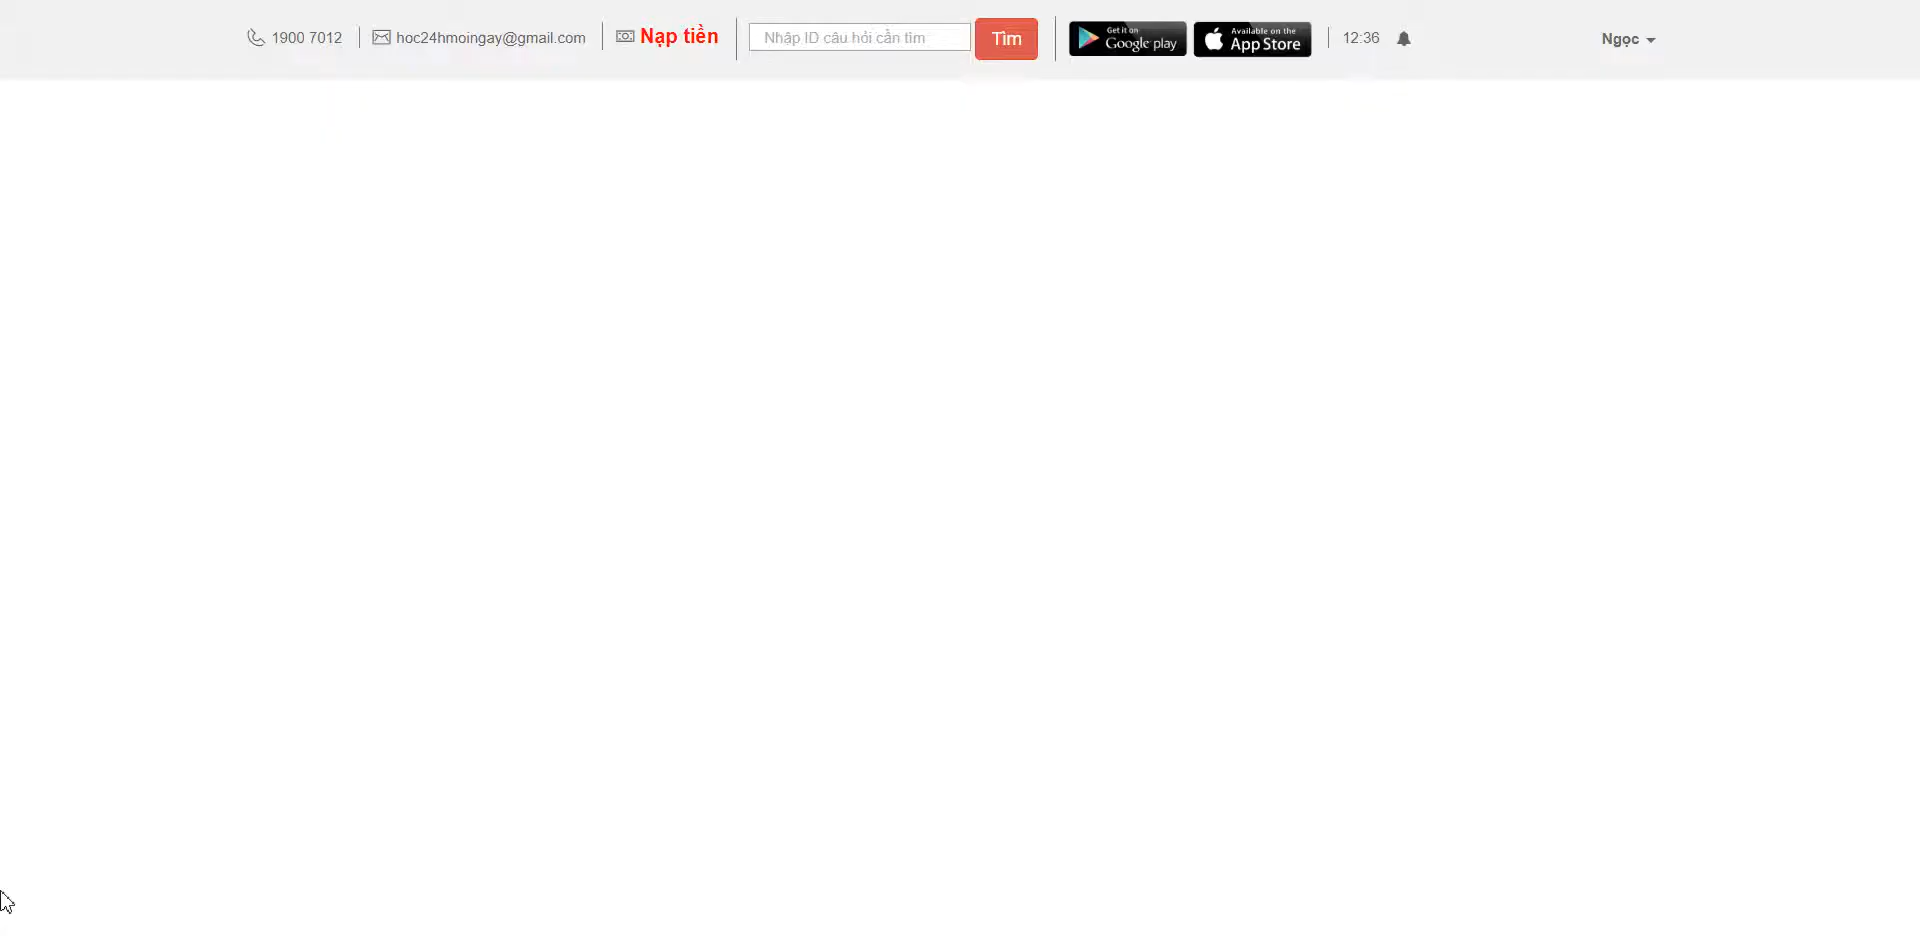 1900 7012
hoc24hmoingay@gmail.com
Nạp tiền
Nhập ID câu hỏi cần tìm
Tìm
Get it on
Google play
Available on the
App Store
12:36
Ngọc